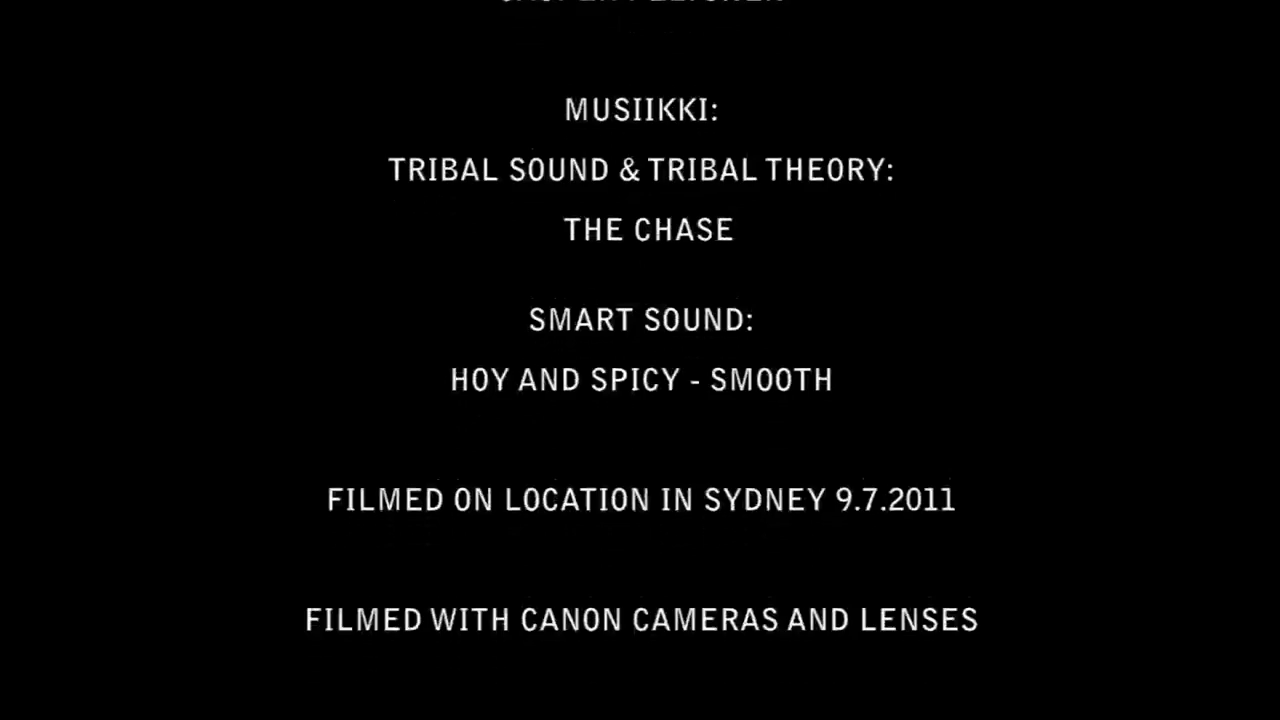 MUSIIKKI:
TRIBAL SOUND & TRIBAL THEORY:
THE CHASE
SMART SOUND:
HOY AND SPICY - SMOOTH
FILMED ON LOCATION IN SYDNEY 9.7.2011
FILMED WITH CANON CAMERAS AND LENSES